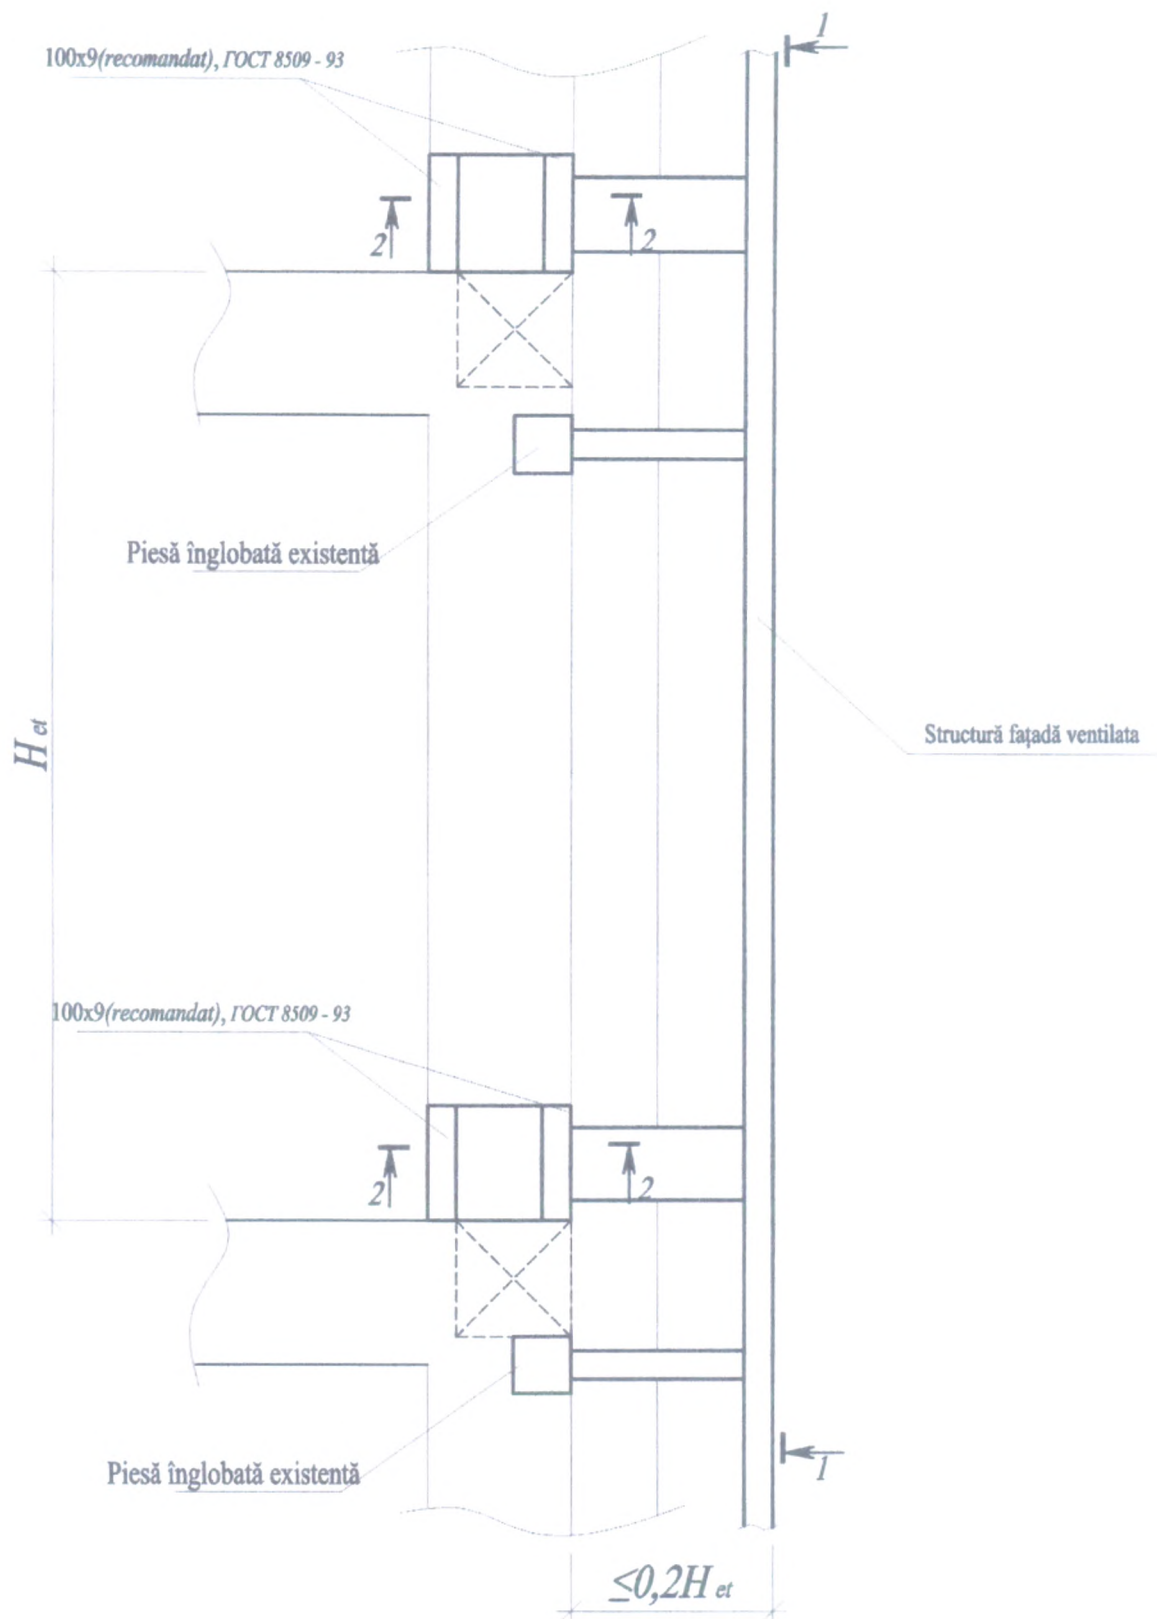 1
100x9(recomandat), ГОСТ 8509 - 93
2 2
Piesă înglobată existentă
H et
Structură fațadă ventilata
100x9(recomandat), ГОСТ 8509 - 93
2 2
Piesă înglobată existentă
1
≤0,2H et